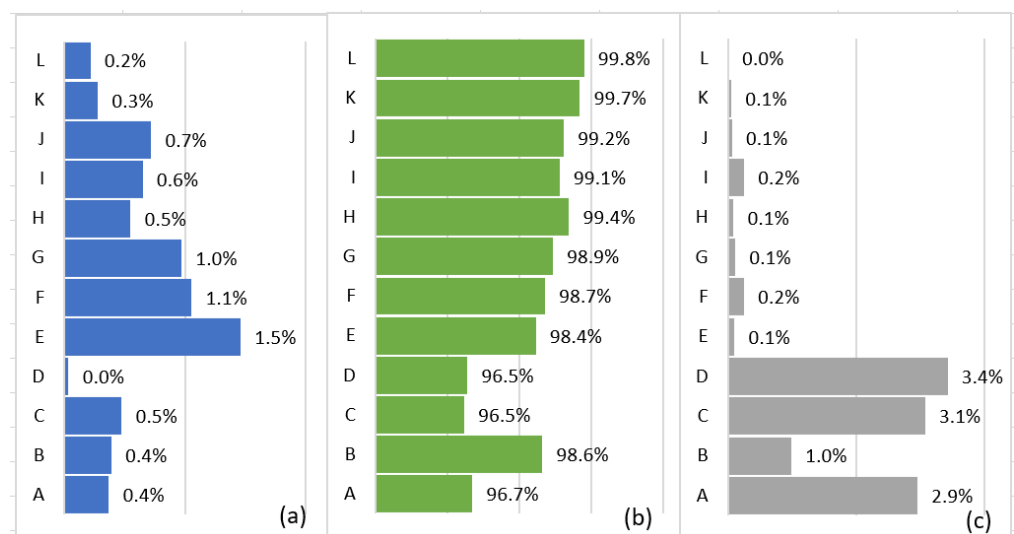 L 0.2%
K 0.3%
J 0.7%
I 0.6%
H 0.5%
G 1.0%
F 1.1%
E 1.5%
D 0.0%
C 0.5%
B 0.4%
A 0.4%
(a)
L 99.8%
K 99.7%
J 99.2%
I 99.1%
H 99.4%
G 98.9%
F 98.7%
E 98.4%
D 96.5%
C 96.5%
B 98.6%
A 96.7%
(b)
L 0.0%
K 0.1%
J 0.1%
I 0.2%
H 0.1%
G 0.1%
F 0.2%
E 0.1%
D 3.4%
C 3.1%
B 1.0%
A 2.9%
(c)